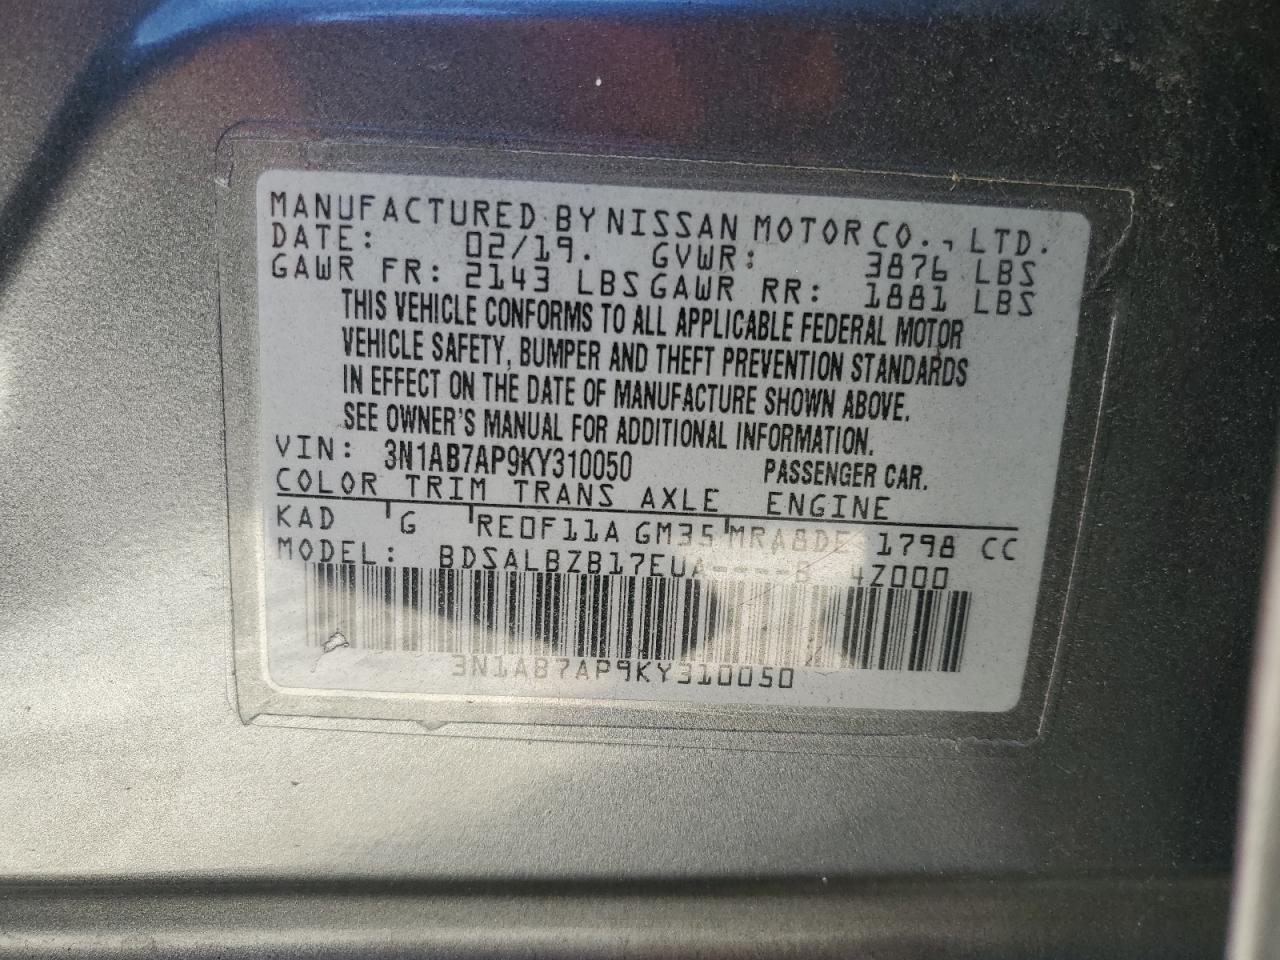 MANUFACTURED BY NISSAN MOTOR CO., LTD.
DATE: 02/19. GVWR: 3876 LBS
GAWR FR: 2143 LBS GAWR RR: 1881 LBS
THIS VEHICLE CONFORMS TO ALL APPLICABLE FEDERAL MOTOR
VEHICLE SAFETY, BUMPER AND THEFT PREVENTION STANDARDS
IN EFFECT ON THE DATE OF MANUFACTURE SHOWN ABOVE.
SEE OWNER'S MANUAL FOR ADDITIONAL INFORMATION.
VIN: 3N1AB7AP9KY310050 PASSENGER CAR.
COLOR TRIM TRANS AXLE ENGINE
KAD G RE0F11A GM35 MRA8DE 1798 CC
MODEL: BDSALBZB17EUA----B 4Z000
3N1AB7AP9KY310050